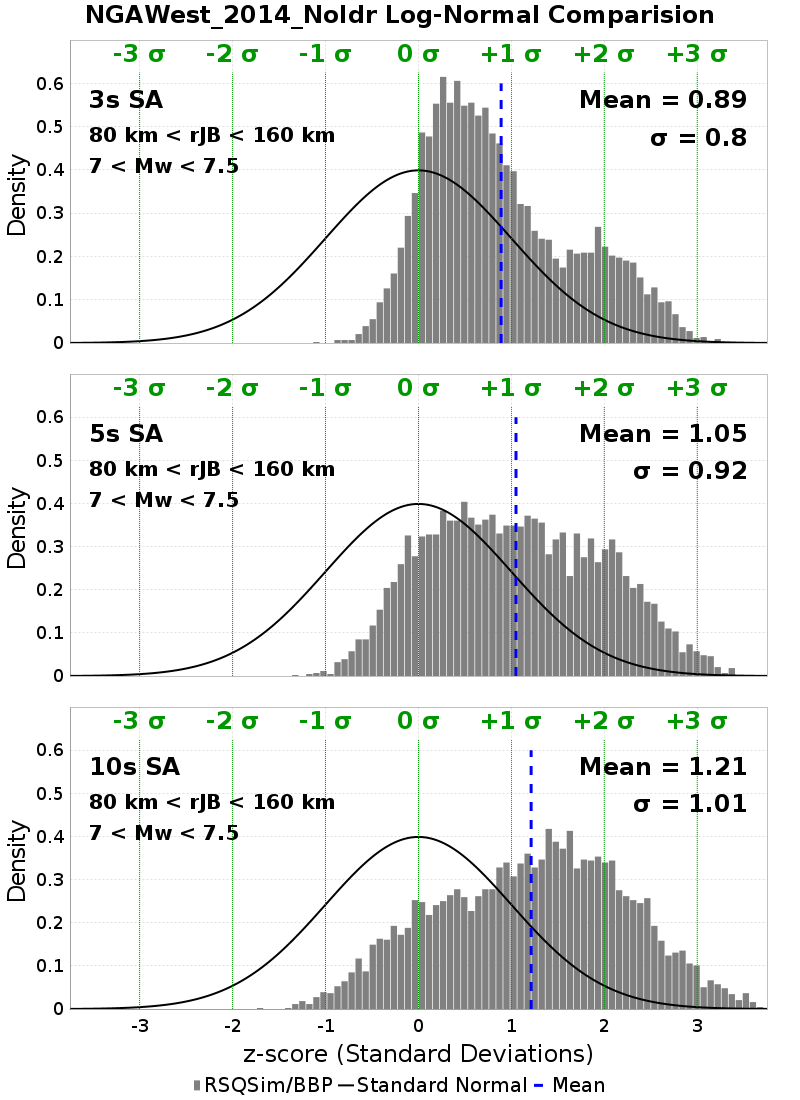 NGAWest_2014_NoIdr Log-Normal Comparision
-3 σ -2 σ -1 σ 0 σ +1 σ +2 σ +3 σ
3s SA
80 km < rJB < 160 km
7 < Mw < 7.5
Mean = 0.89
σ = 0.8
Density
0.6
0.5
0.4
0.3
0.2
0.1
0
-3 σ -2 σ -1 σ 0 σ +1 σ +2 σ +3 σ
5s SA
80 km < rJB < 160 km
7 < Mw < 7.5
Mean = 1.05
σ = 0.92
Density
0.6
0.5
0.4
0.3
0.2
0.1
0
-3 σ -2 σ -1 σ 0 σ +1 σ +2 σ +3 σ
10s SA
80 km < rJB < 160 km
7 < Mw < 7.5
Mean = 1.21
σ = 1.01
Density
0.6
0.5
0.4
0.3
0.2
0.1
0
-3 -2 -1 0 1 2 3
z-score (Standard Deviations)
RSQSim/BBP Standard Normal Mean